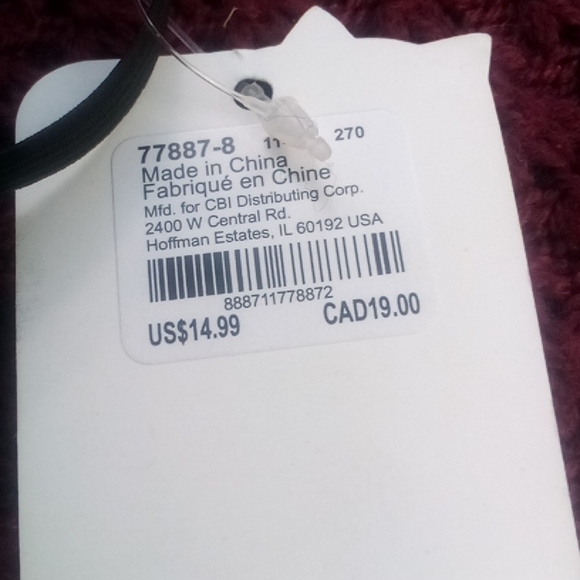 77887-8 270
Made in China
Fabriqué en Chine
Mfd. for CBI Distributing Corp.
2400 W Central Rd.
Hoffman Estates, IL 60192 USA
888711778872
US$14.99 CAD19.00